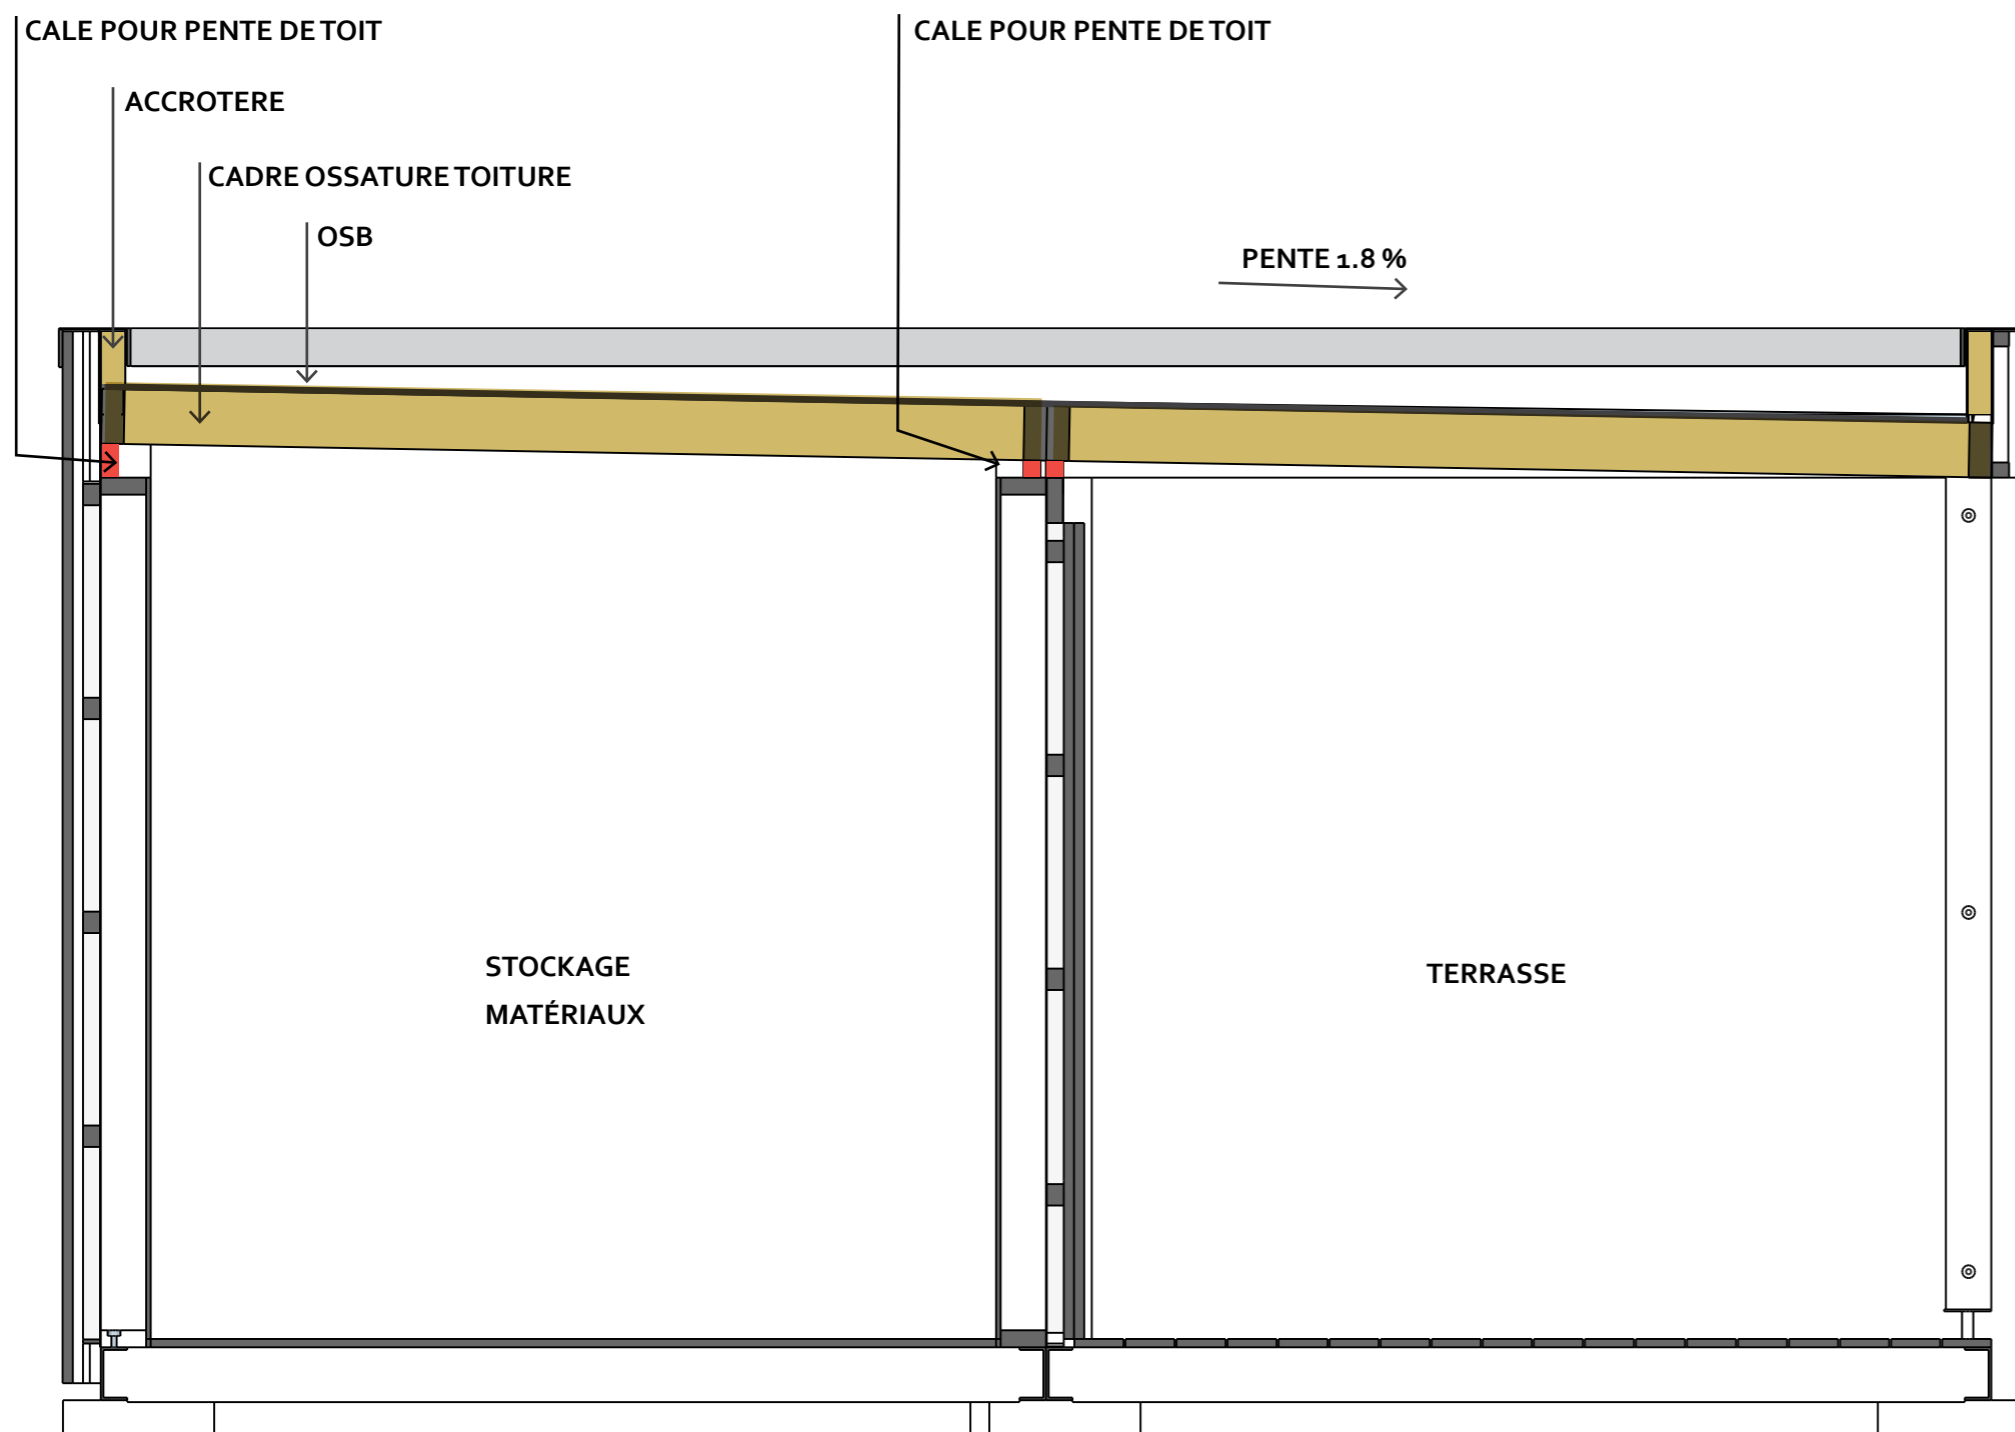 CALE POUR PENTE DE TOIT
CALE POUR PENTE DE TOIT
ACCROTERE
CADRE OSSATURE TOITURE
OSB
PENTE 1.8 %
STOCKAGE
MATÉRIAUX
TERRASSE